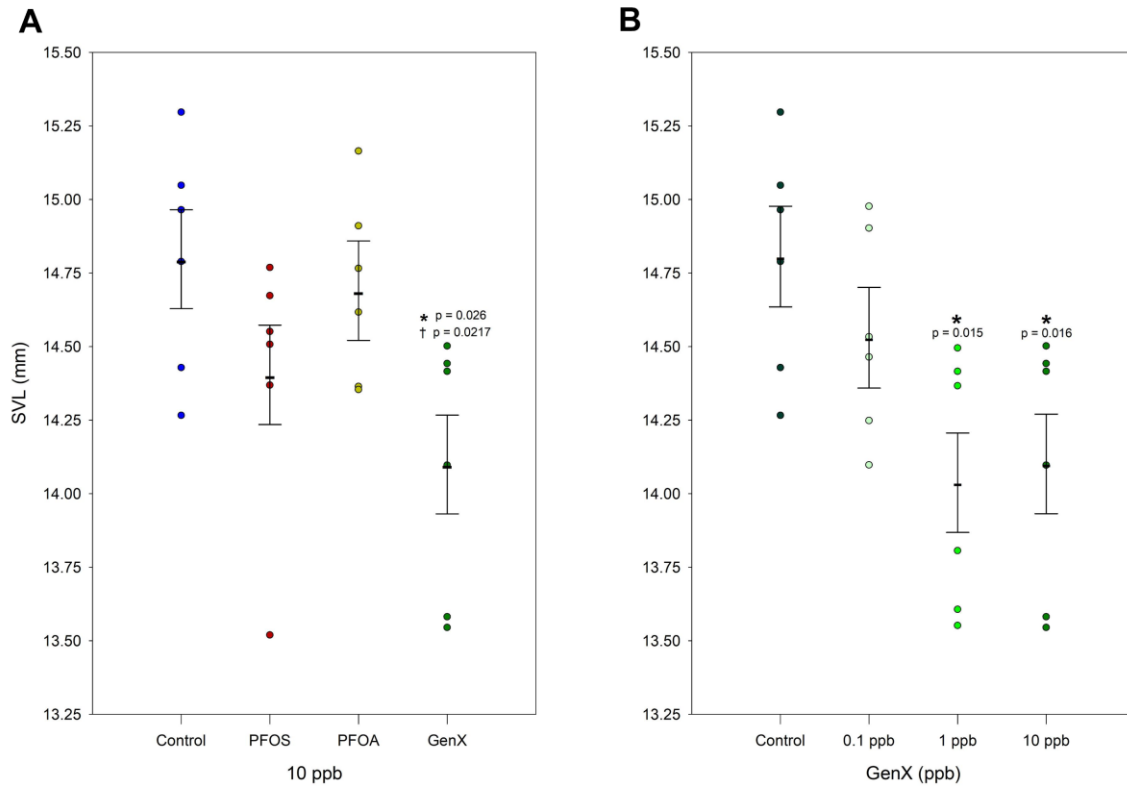 A
B
SVL (mm)
15.50
15.25
15.00
14.75
14.50
14.25
14.00
13.75
13.50
13.25
* p = 0.026
† p = 0.0217
Control PFOS PFOA GenX
10 ppb
15.50
15.25
15.00
14.75
14.50
14.25
14.00
13.75
13.50
13.25
* *
p = 0.015 p = 0.016
Control 0.1 ppb 1 ppb 10 ppb
GenX (ppb)